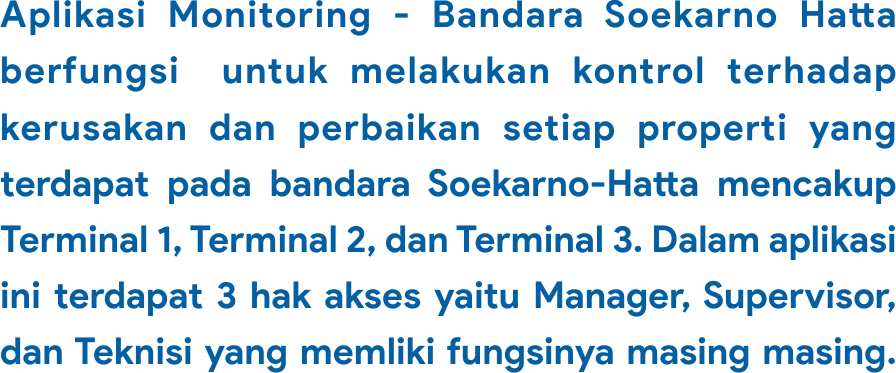 Aplikasi Monitoring - Bandara Soekarno Hatta
berfungsi untuk melakukan kontrol terhadap
kerusakan dan perbaikan setiap properti yang
terdapat pada bandara Soekarno-Hatta mencakup
Terminal 1, Terminal 2, dan Terminal 3. Dalam aplikasi
ini terdapat 3 hak akses yaitu Manager, Supervisor,
dan Teknisi yang memliki fungsinya masing masing.